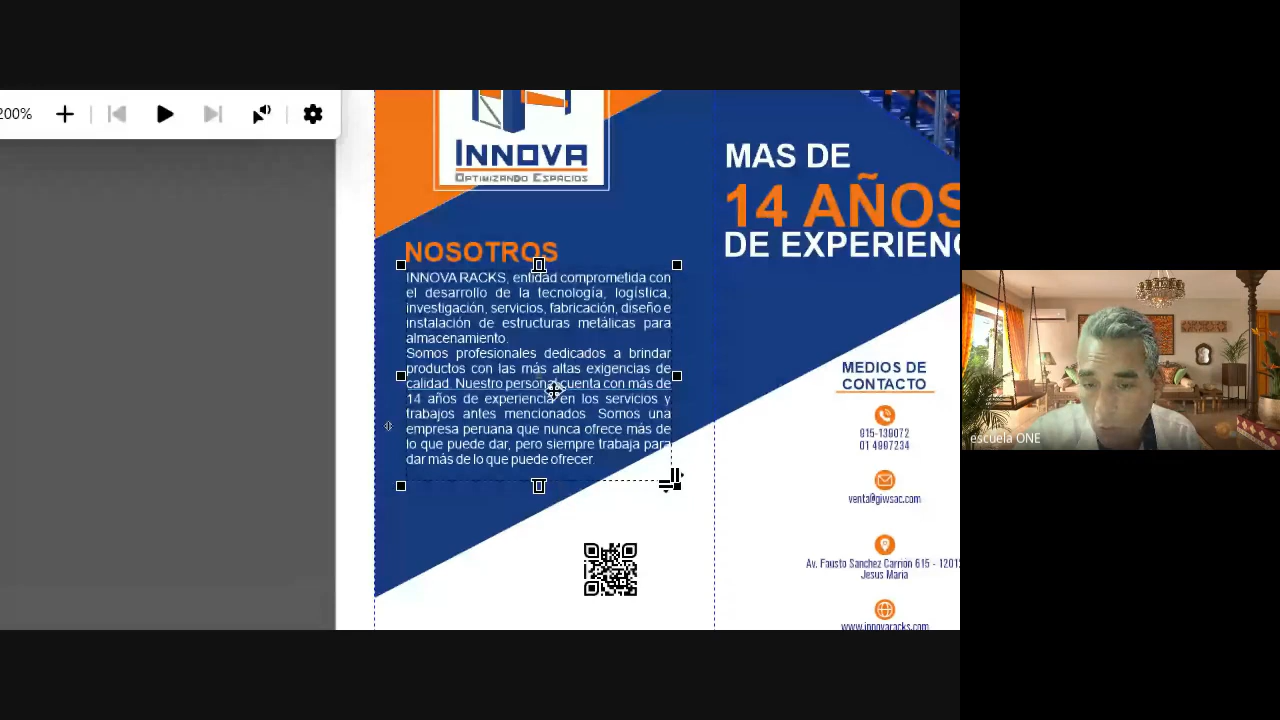 200%
INNOVA
OPTIMIZANDO ESPACIOS
NOSOTROS
INNOVA RACKS, entidad comprometida con
el desarrollo de la tecnología, logística,
investigación, servicios, fabricación, diseño e
instalación de estructuras metálicas para
almacenamiento.
Somos profesionales dedicados a brindar
productos con las más altas exigencias de
calidad. Nuestro personal cuenta con más de
14 años de experiencia en los servicios y
trabajos antes mencionados. Somos una
empresa peruana que nunca ofrece más de
lo que puede dar, pero siempre trabaja para
dar más de lo que puede ofrecer.
MAS DE
14 AÑOS
DE EXPERIENC
MEDIOS DE
CONTACTO
915-139072
01 4997234
venta@giwsac.com
Av. Fausto Sanchez Carrión 615 - 1201
Jesus Maria
www.innovaracks.com
escuela ONE